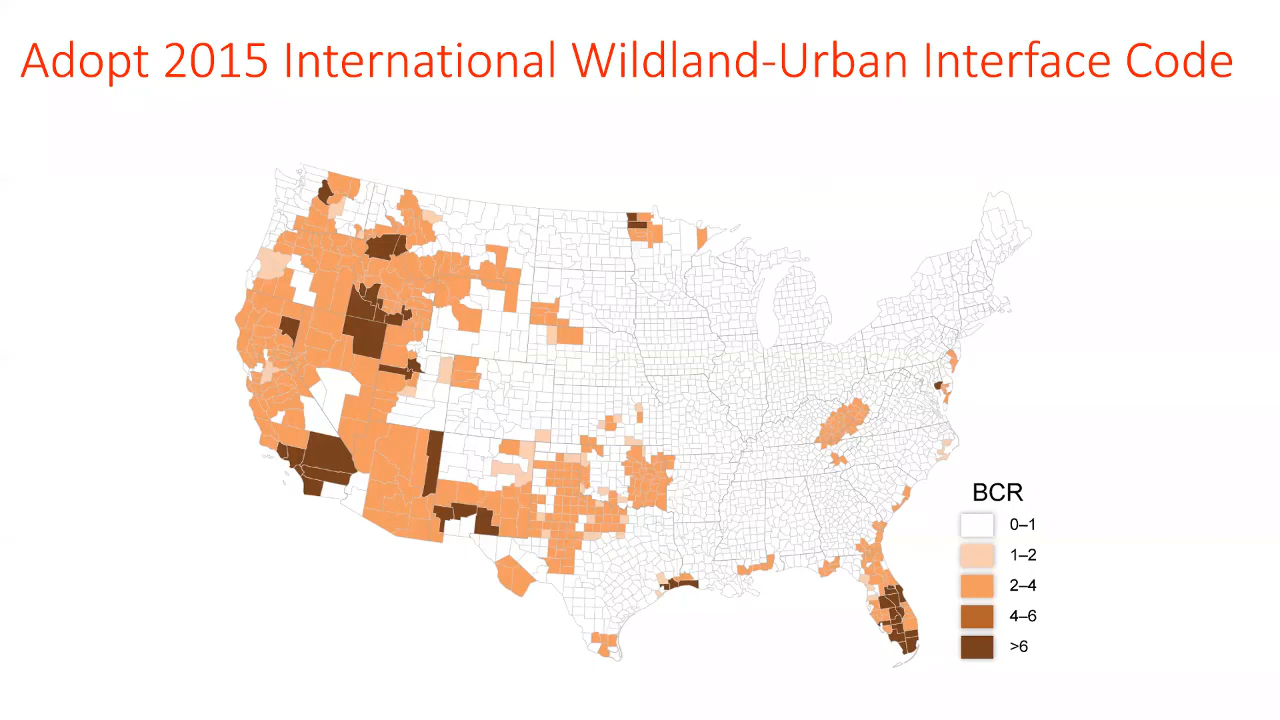 Adopt 2015 International Wildland-Urban Interface Code
BCR
0–1
1–2
2–4
4–6
>6